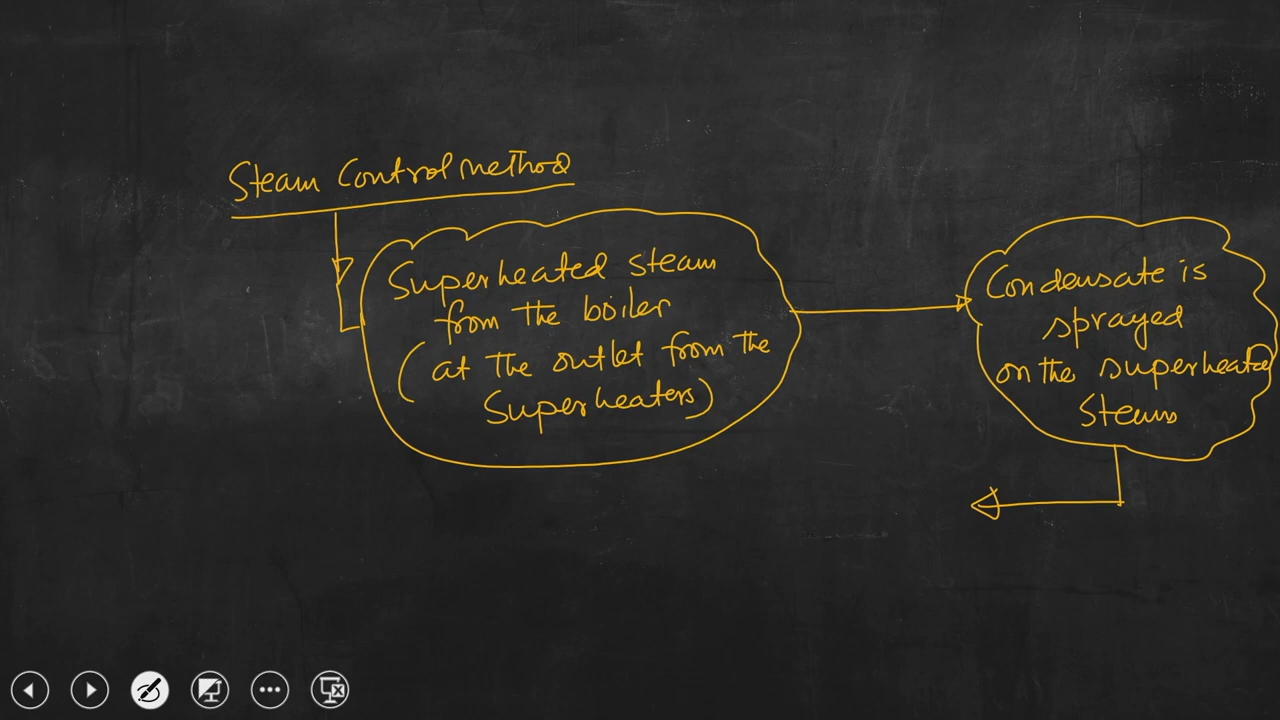 Steam Control method
Superheated steam
from the boiler
(at the outlet from the
Superheaters)
Condensate is
sprayed
on the superheated
Steam